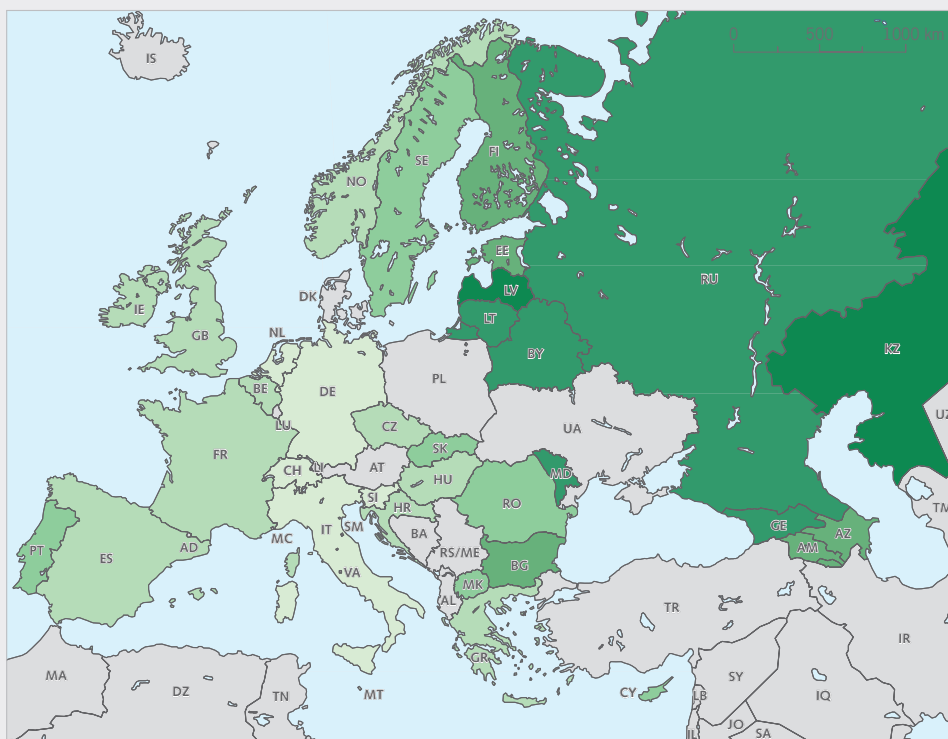 0 500 1000 km
IS
FI
SE
NO
EE
RU
DK
LV
IE
LT
GB
NL
BY
KZ
PL
DE
BE
UZ
LU
CZ
UA
SK
FR
CH
LI
AT
MD
HU
SI
RO
HR
TM
IT
SM
GE
BA
AZ
MC
AD
AM
PT
RS/ME
ES
BG
VA
MK
AL
TR
IR
GR
MA
SY
DZ
TN
MT
CY
LB
IQ
JO
SA
IL